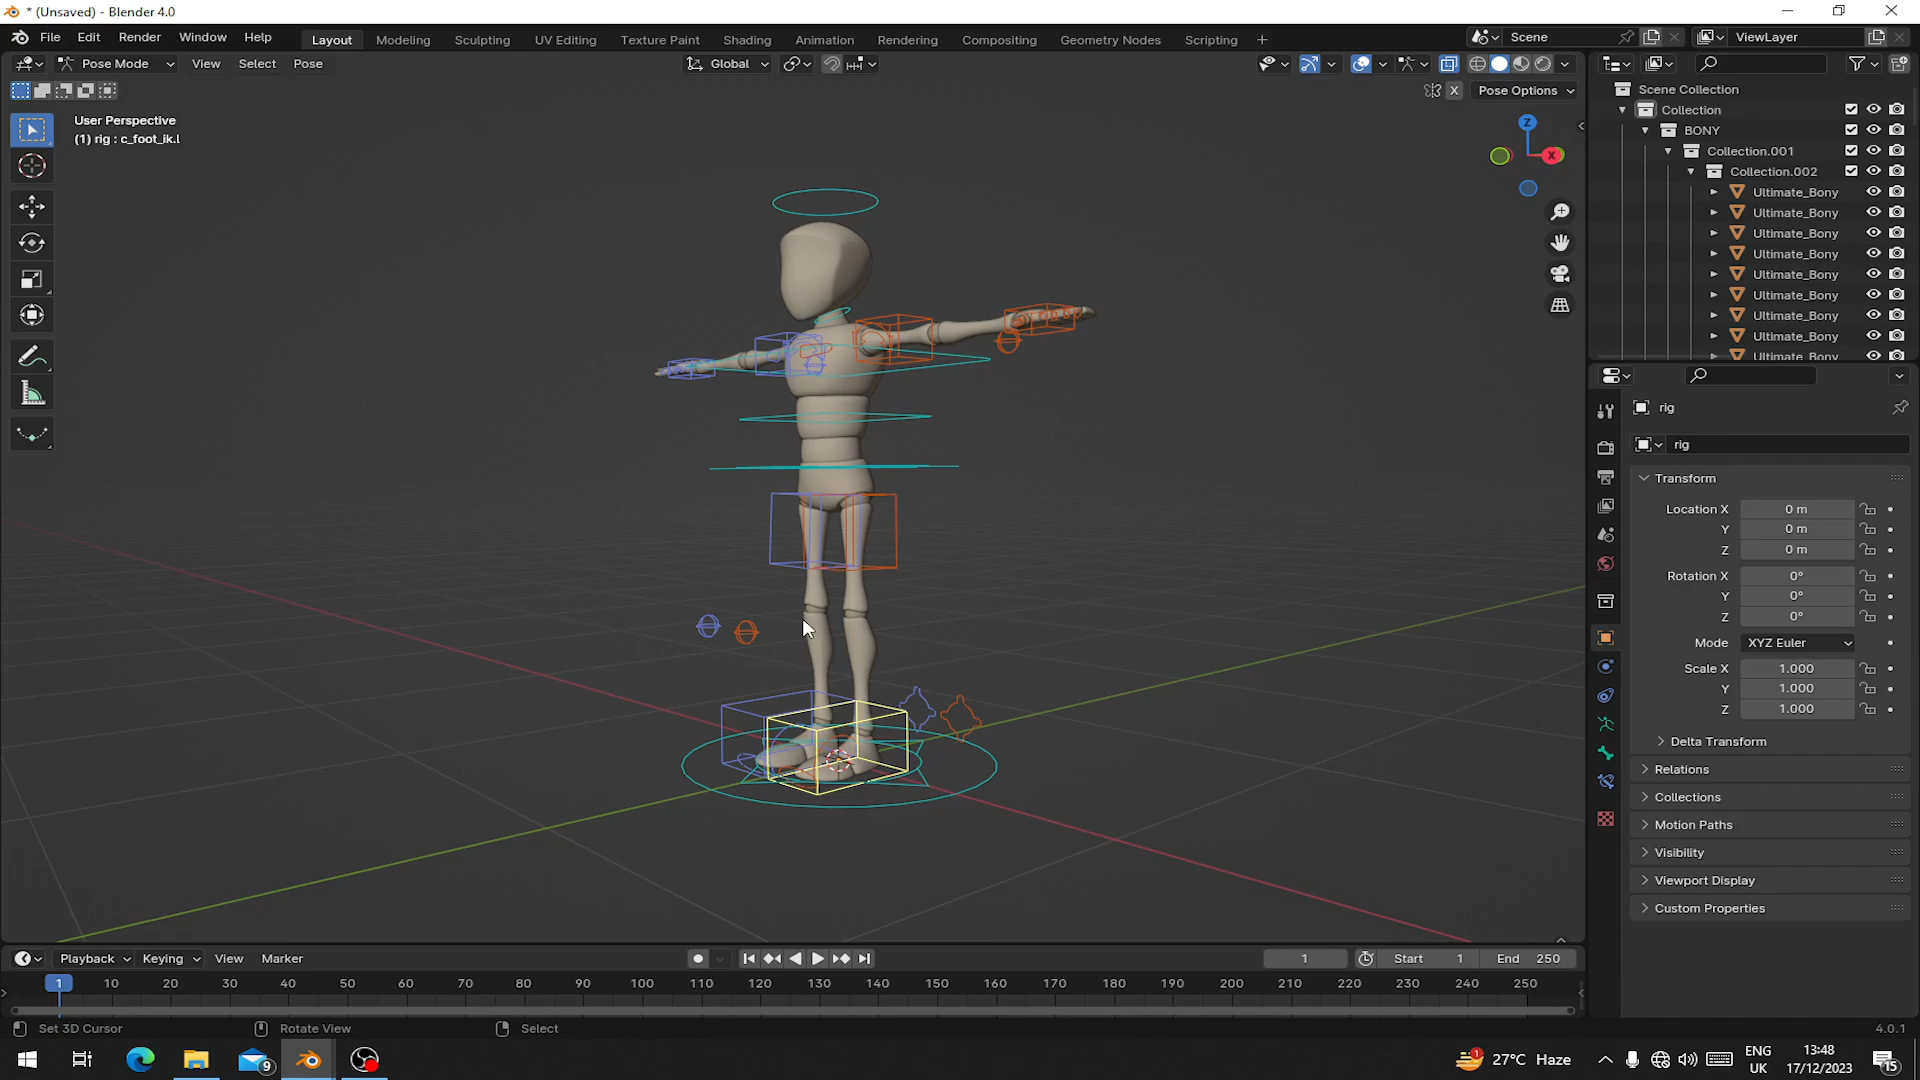 * (Unsaved) - Blender 4.0
File Edit Render Window Help Layout Modeling Sculpting UV Editing Texture Paint Shading Animation Rendering Compositing Geometry Nodes Scripting + Scene ViewLayer
Pose Mode View Select Pose Global
X Pose Options
User Perspective
(1) rig : c_foot_ik.l
Z
X
Scene Collection
Collection
BONY
Collection.001
Collection.002
Ultimate_Bony
Ultimate_Bony
Ultimate_Bony
Ultimate_Bony
Ultimate_Bony
Ultimate_Bony
Ultimate_Bony
Ultimate_Bony
Ultimate_Bony
rig
rig
Transform
Location X 0 m
Y 0 m
Z 0 m
Rotation X 0°
Y 0°
Z 0°
Mode XYZ Euler
Scale X 1.000
Y 1.000
Z 1.000
Delta Transform
Relations
Collections
Motion Paths
Visibility
Viewport Display
Custom Properties
Playback Keying View Marker 1 Start 1 End 250
1 10 20 30 40 50 60 70 80 90 100 110 120 130 140 150 160 170 180 190 200 210 220 230 240 250
Set 3D Cursor Rotate View Select 4.0.1
9 1 27°C Haze ENG UK 13:48 17/12/2023 15